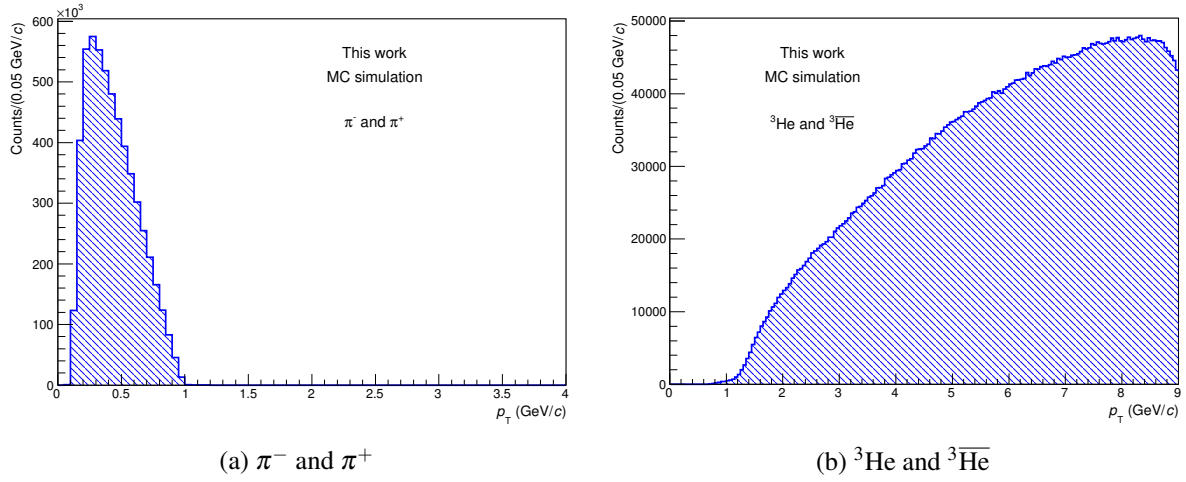 ×10³
600
500
400
300
200
100
0
Counts/(0.05 GeV/c)
This work
MC simulation
π⁻ and π⁺
0 0.5 1 1.5 2 2.5 3 3.5 4
p_T (GeV/c)
(a) π⁻ and π⁺
50000
40000
30000
20000
10000
0
Counts/(0.05 GeV/c)
This work
MC simulation
³He and ³H̅e̅
0 1 2 3 4 5 6 7 8 9
p_T (GeV/c)
(b) ³He and ³H̅e̅